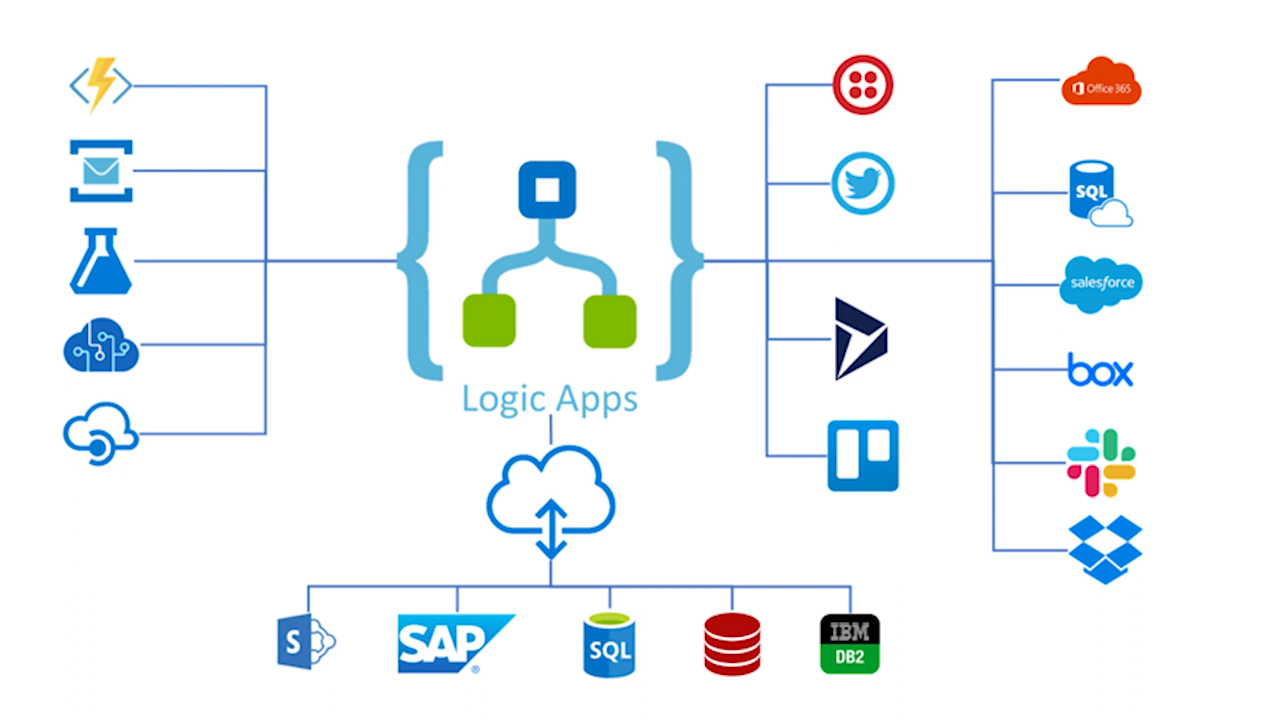 Office 365
SQL
salesforce
box
Logic Apps
S
SAP
®
SQL
IBM
DB2